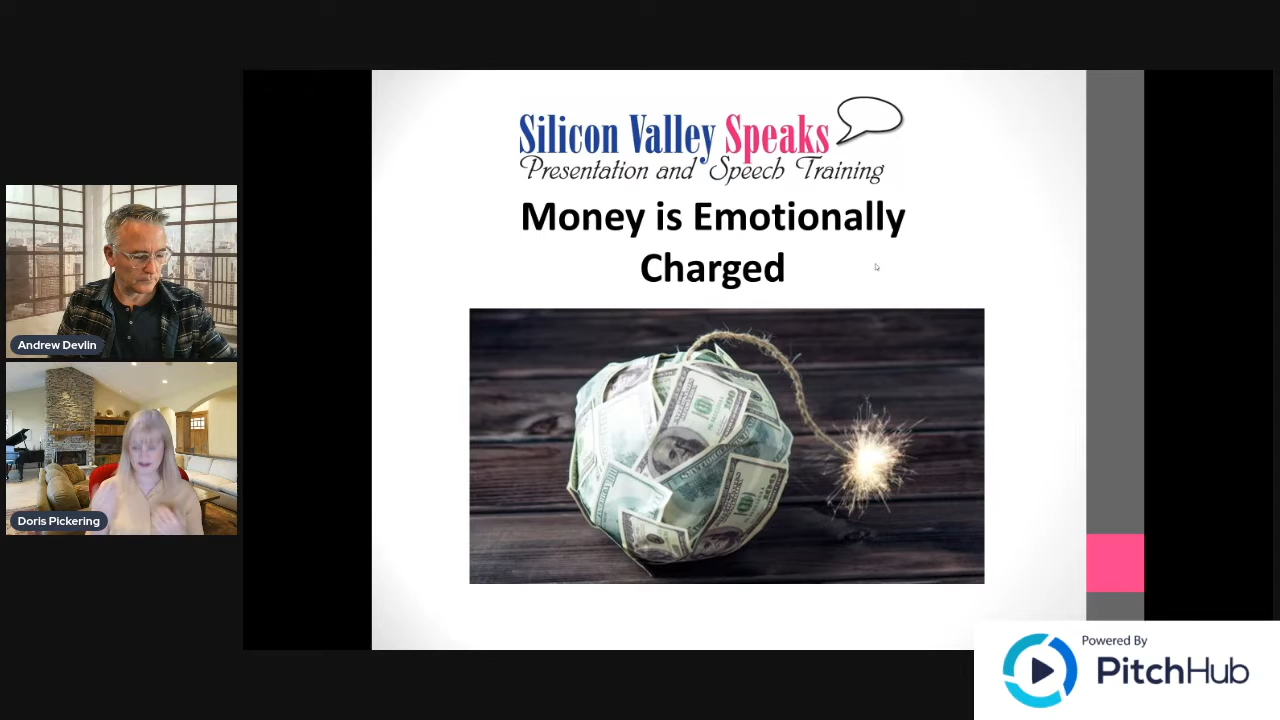 Silicon Valley Speaks
Presentation and Speech Training
Money is Emotionally
Charged
Andrew Devlin
Doris Pickering
Powered By
PitchHub